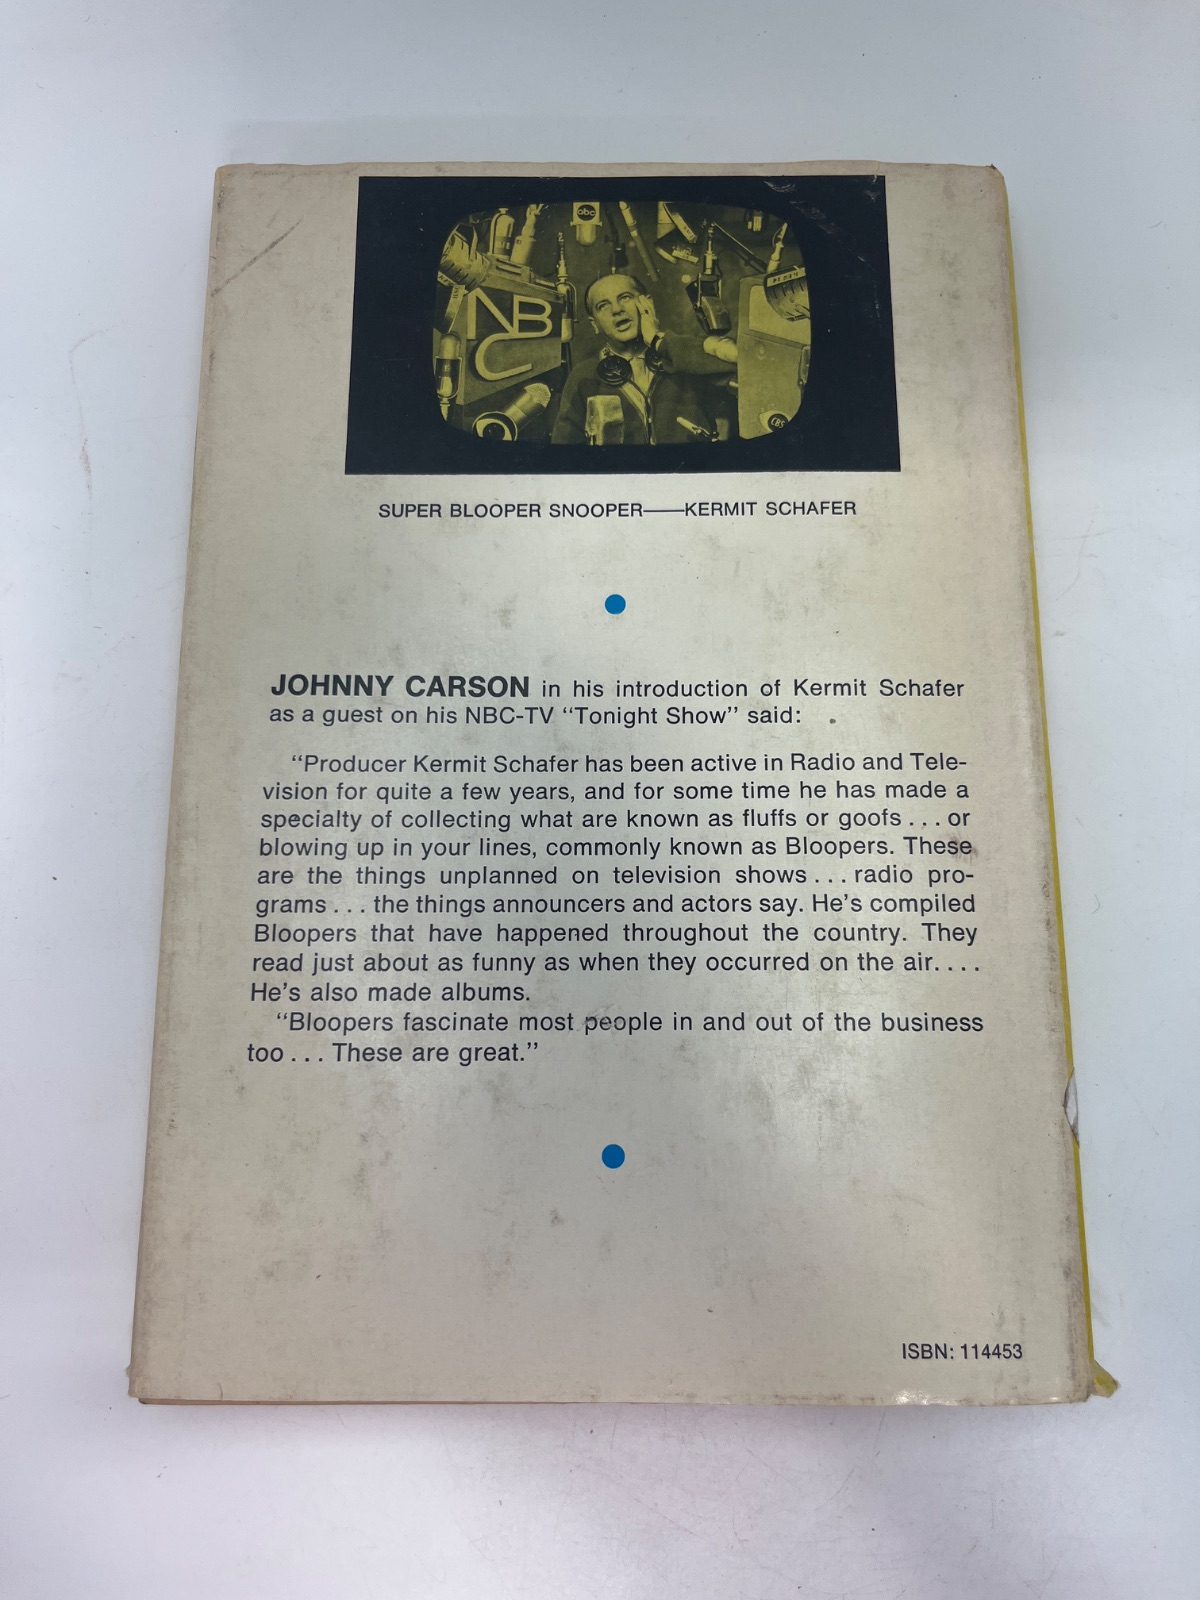 abc
NBC
CBS
SUPER BLOOPER SNOOPER——KERMIT SCHAFER
JOHNNY CARSON in his introduction of Kermit Schafer
as a guest on his NBC-TV “Tonight Show” said:
“Producer Kermit Schafer has been active in Radio and Tele-
vision for quite a few years, and for some time he has made a
specialty of collecting what are known as fluffs or goofs . . . or
blowing up in your lines, commonly known as Bloopers. These
are the things unplanned on television shows . . . radio pro-
grams . . . the things announcers and actors say. He’s compiled
Bloopers that have happened throughout the country. They
read just about as funny as when they occurred on the air. . . .
He’s also made albums.
“Bloopers fascinate most people in and out of the business
too . . . These are great.”
ISBN: 114453